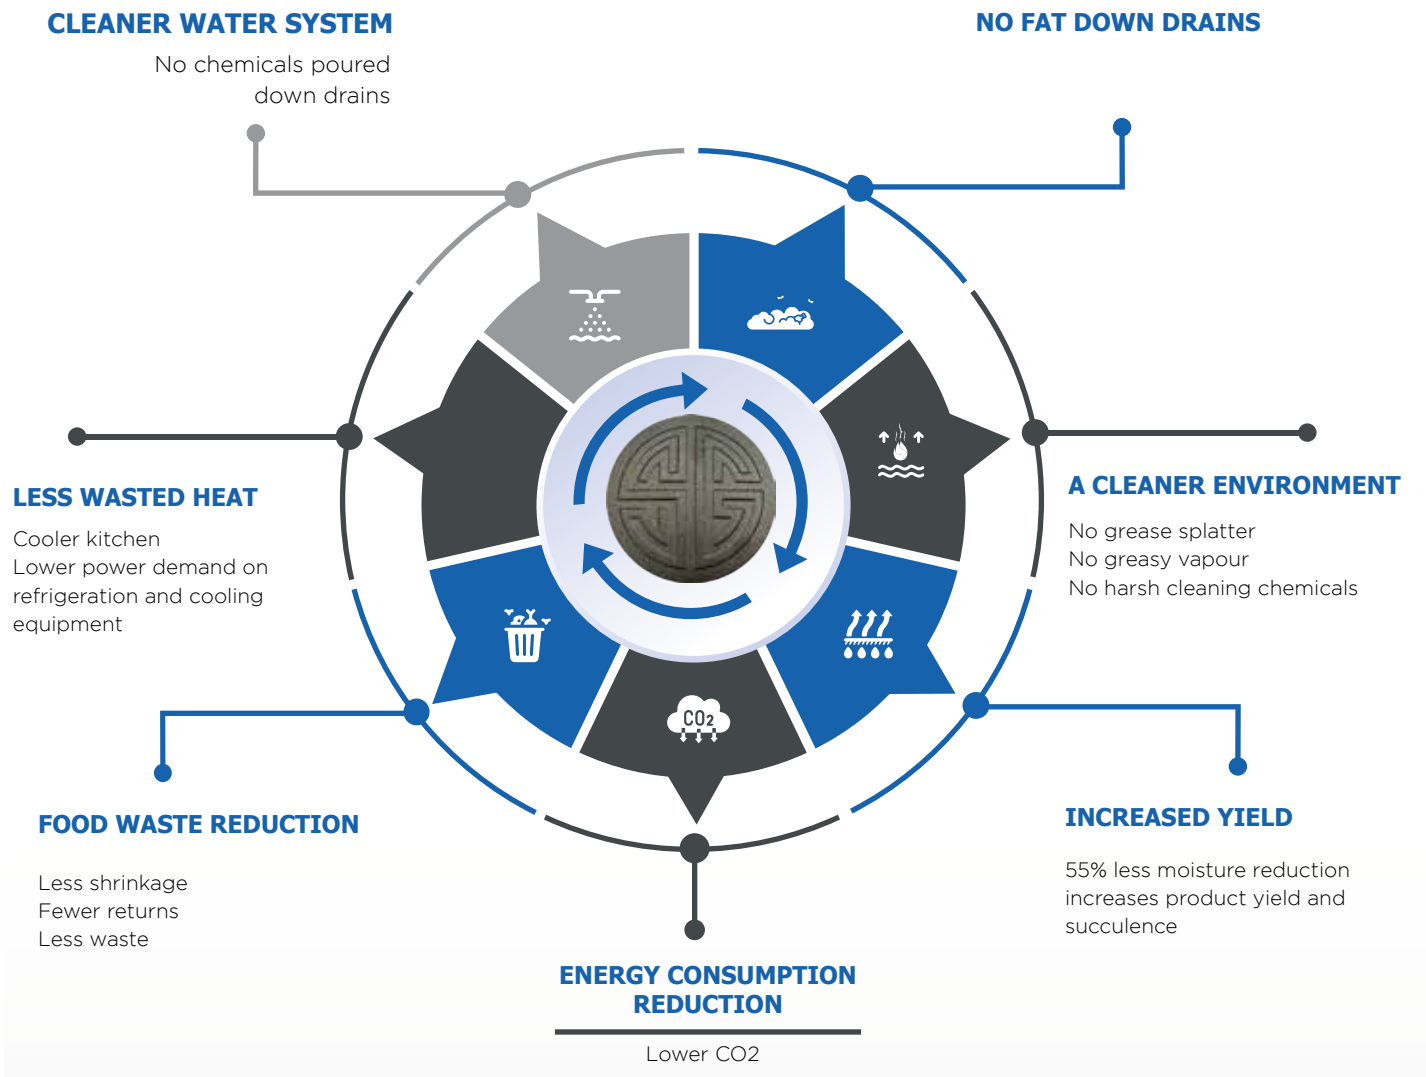 CLEANER WATER SYSTEM
No chemicals poured
down drains
NO FAT DOWN DRAINS
A CLEANER ENVIRONMENT
No grease splatter
No greasy vapour
No harsh cleaning chemicals
LESS WASTED HEAT
Cooler kitchen
Lower power demand on
refrigeration and cooling
equipment
CO2
INCREASED YIELD
55% less moisture reduction
increases product yield and
succulence
FOOD WASTE REDUCTION
Less shrinkage
Fewer returns
Less waste
ENERGY CONSUMPTION
REDUCTION
Lower CO2